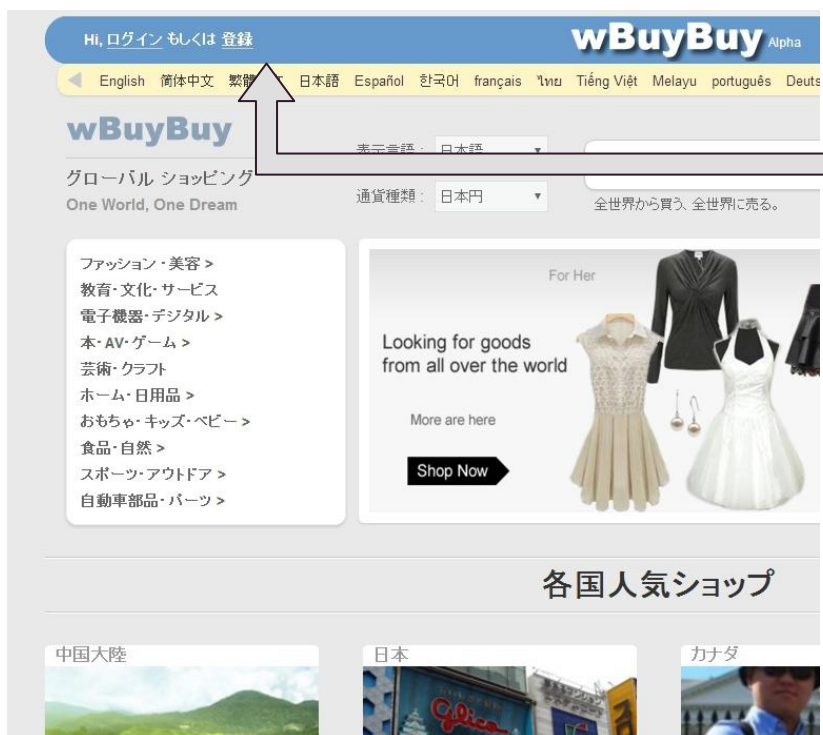 Hi, ログイン もしくは 登録
wBuyBuy Alpha
English 简体中文 日本語 Español 한국어 français ไทย Tiếng Việt Melayu português
wBuyBuy
表示言語 : 日本語
グローバル ショッピング
One World, One Dream
通貨種類 : 日本円
全世界から買う、全世界に売る。
ファッション・美容 >
教育・文化・サービス
電子機器・デジタル >
本・AV・ゲーム >
芸術・クラフト
ホーム・日用品 >
おもちゃ・キッズ・ベビー >
食品・自然 >
スポーツ・アウトドア >
自動車部品・パーツ >
For Her
Looking for goods
from all over the world
More are here
Shop Now
各国人気ショップ
中国大陸
日本
カナダ
Glico